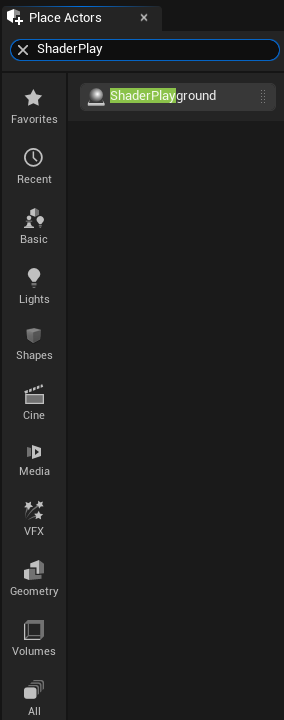 Place Actors
ShaderPlay
ShaderPlayground
Favorites
Recent
Basic
Lights
Shapes
Cine
Media
VFX
Geometry
Volumes
All